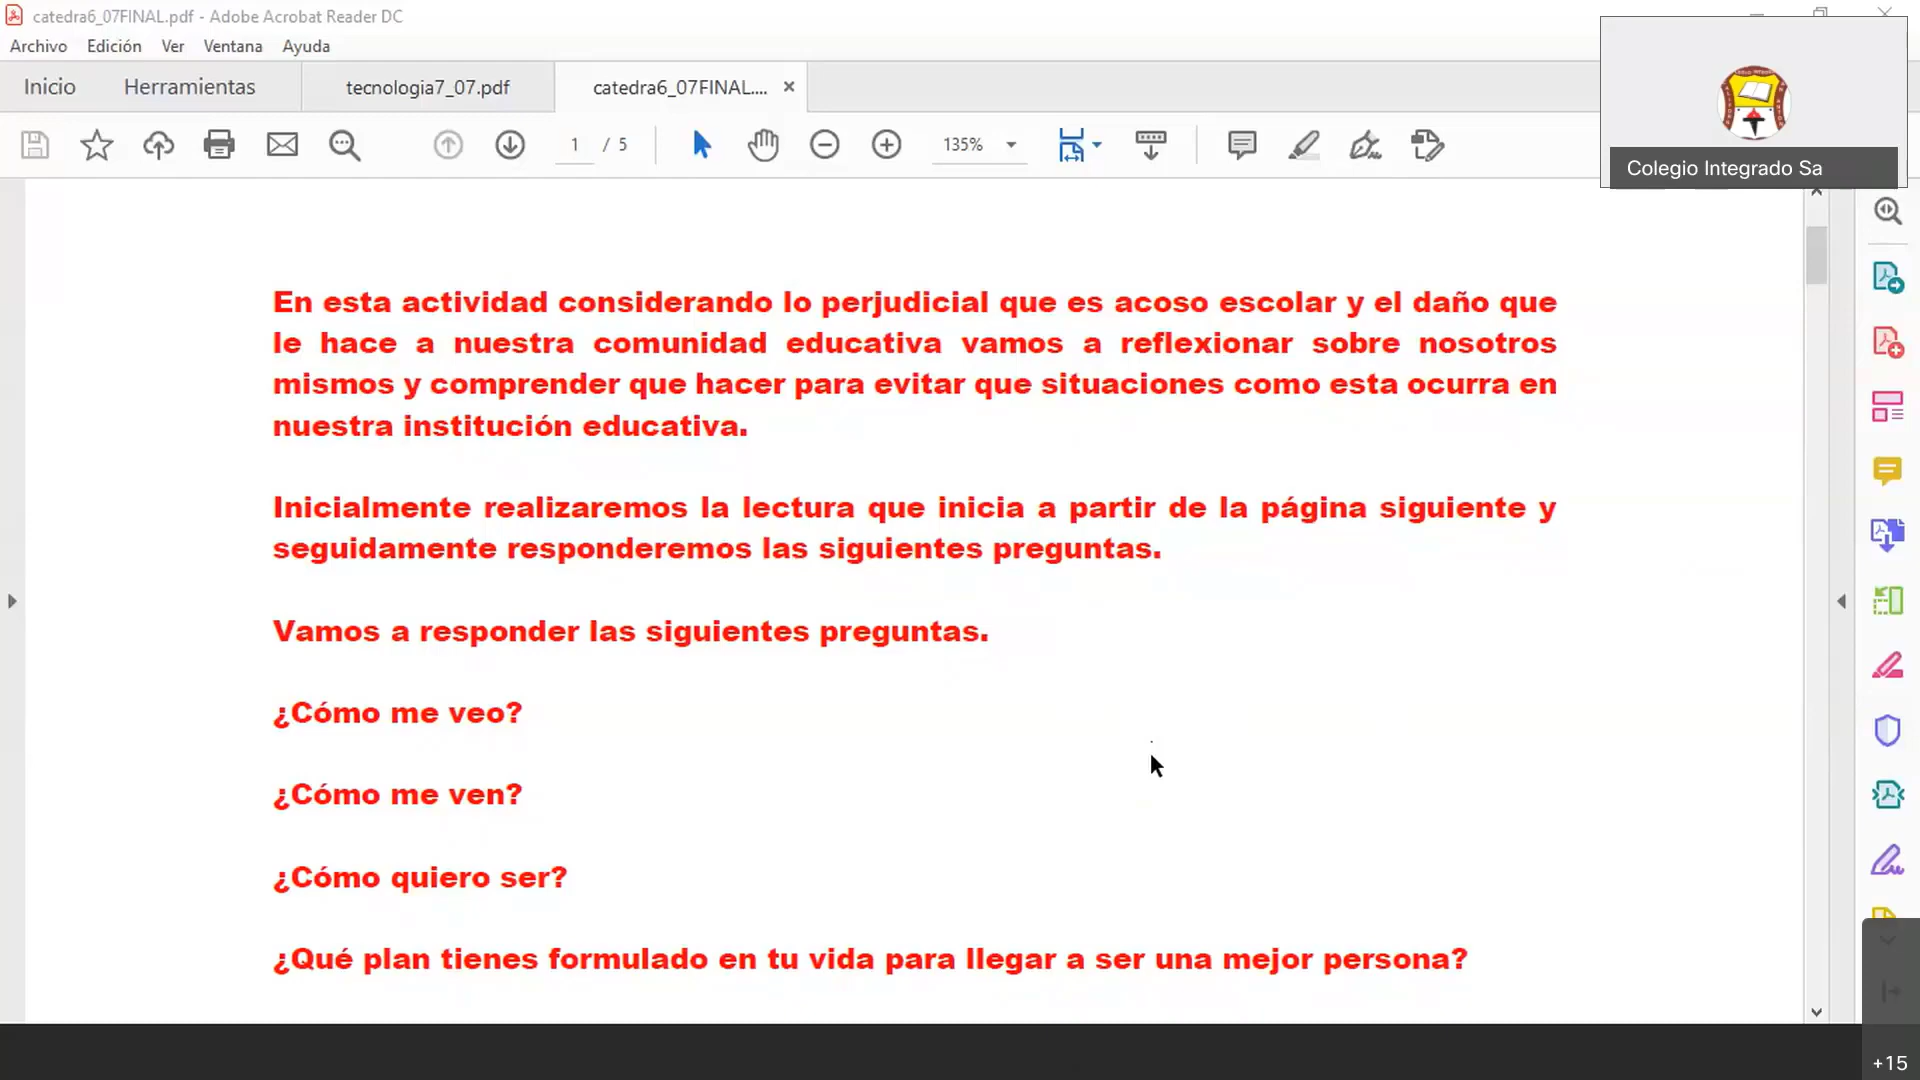 catedra6_07FINAL.pdf - Adobe Acrobat Reader DC
Archivo Edición Ver Ventana Ayuda
Inicio Herramientas tecnologia7_07.pdf catedra6_07FINAL....
1 / 5 135%
Colegio Integrado Sa
En esta actividad considerando lo perjudicial que es acoso escolar y el daño que
le hace a nuestra comunidad educativa vamos a reflexionar sobre nosotros
mismos y comprender que hacer para evitar que situaciones como esta ocurra en
nuestra institución educativa.
Inicialmente realizaremos la lectura que inicia a partir de la página siguiente y
seguidamente responderemos las siguientes preguntas.
Vamos a responder las siguientes preguntas.
¿Cómo me veo?
¿Cómo me ven?
¿Cómo quiero ser?
¿Qué plan tienes formulado en tu vida para llegar a ser una mejor persona?
+15